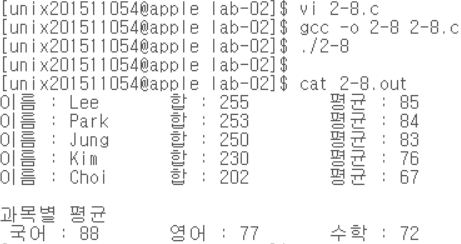 [unix201511054@apple lab-02]$ vi 2-8.c
[unix201511054@apple lab-02]$ gcc -o 2-8 2-8.c
[unix201511054@apple lab-02]$ ./2-8
[unix201511054@apple lab-02]$
[unix201511054@apple lab-02]$ cat 2-8.out
이름 : Lee 합 : 255 평균 : 85
이름 : Park 합 : 253 평균 : 84
이름 : Jung 합 : 250 평균 : 83
이름 : Kim 합 : 230 평균 : 76
이름 : Choi 합 : 202 평균 : 67
과목별 평균
국어 : 88 영어 : 77 수학 : 72